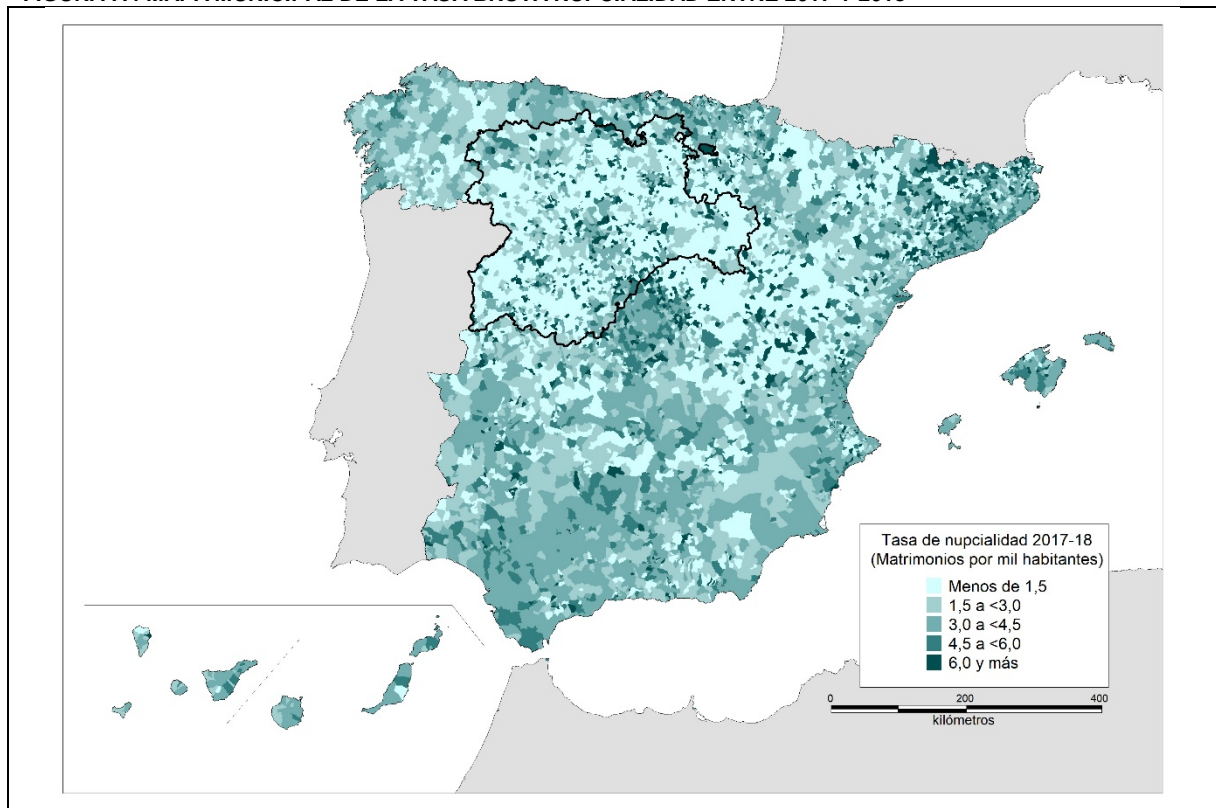 Tasa de nupcialidad 2017-18
(Matrimonios por mil habitantes)
Menos de 1,5
1,5 a <3,0
3,0 a <4,5
4,5 a <6,0
6,0 y más
0 200 400
kilómetros